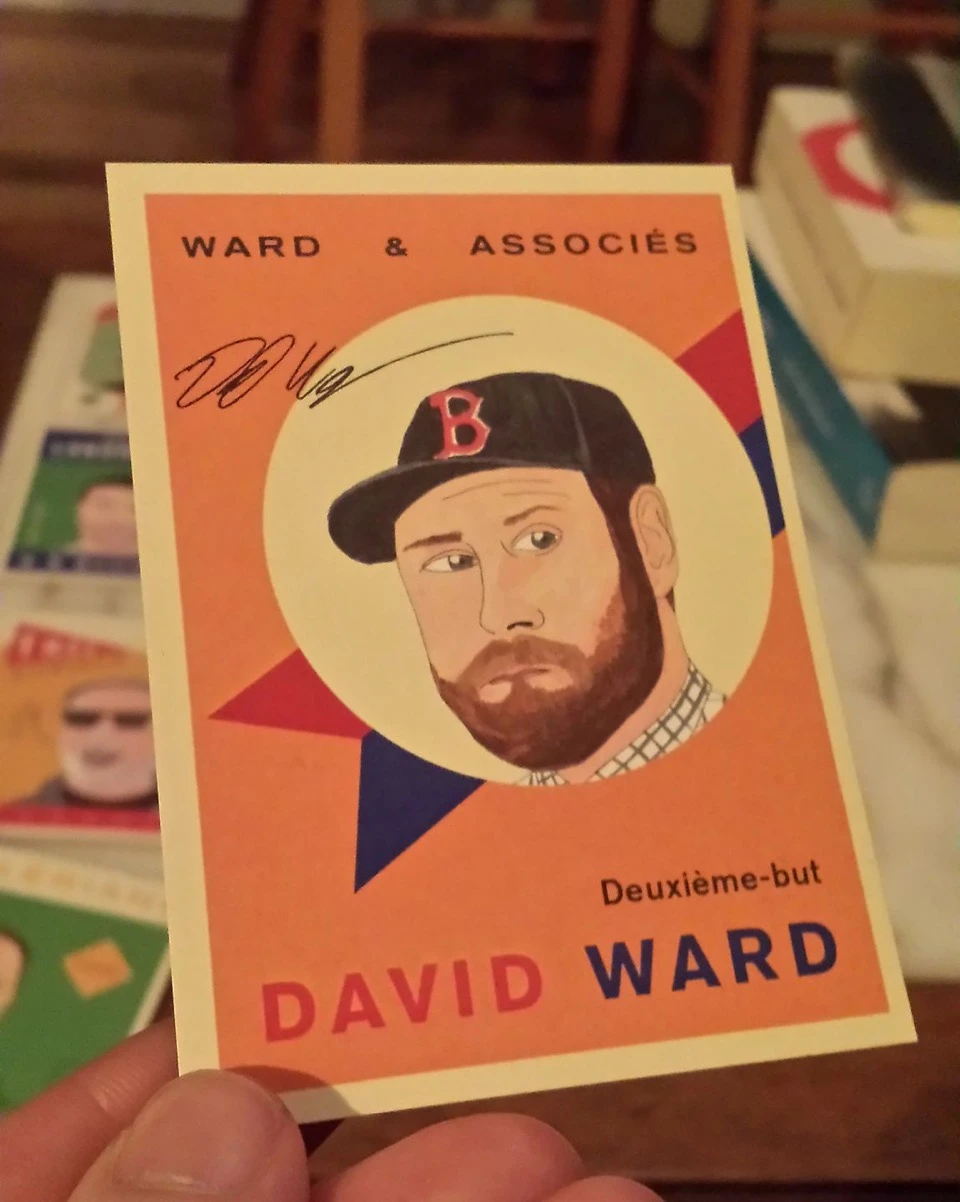 WARD & ASSOCIÉS
B
Deuxième-but
DAVID WARD